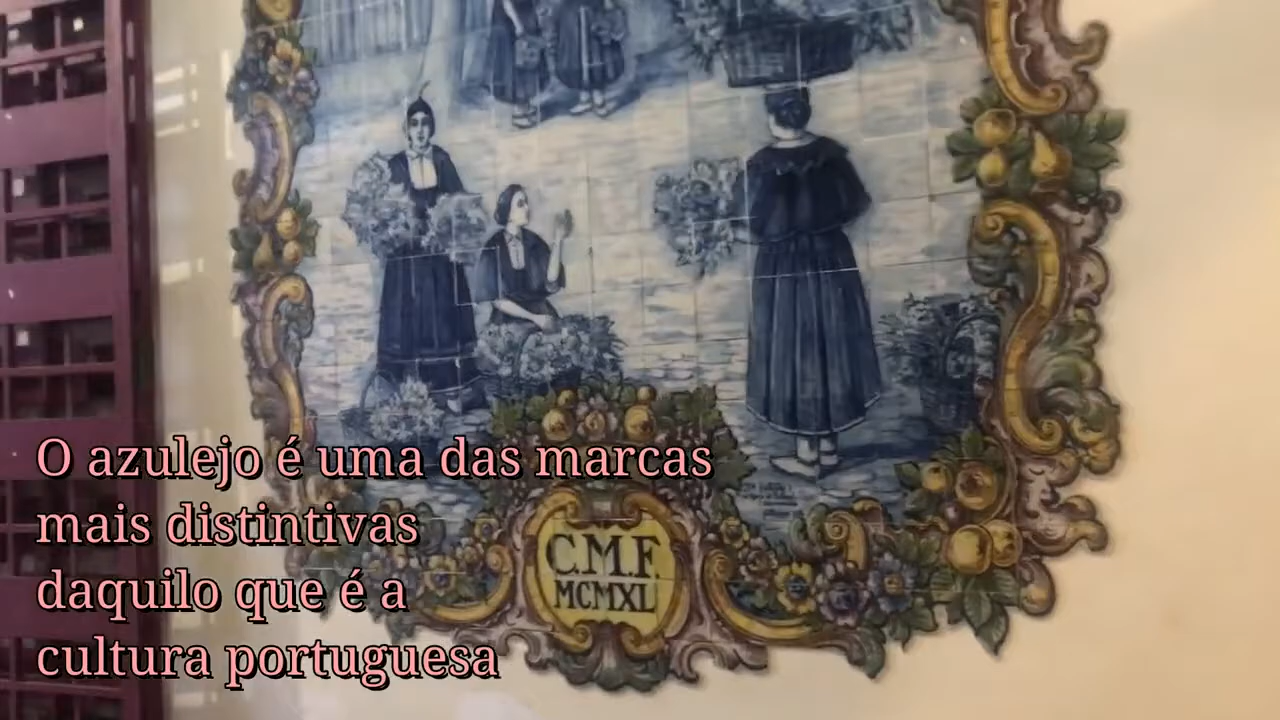 C.M.F.
MCMXL
O azulejo é uma das marcas
mais distintivas
daquilo que é a
cultura portuguesa